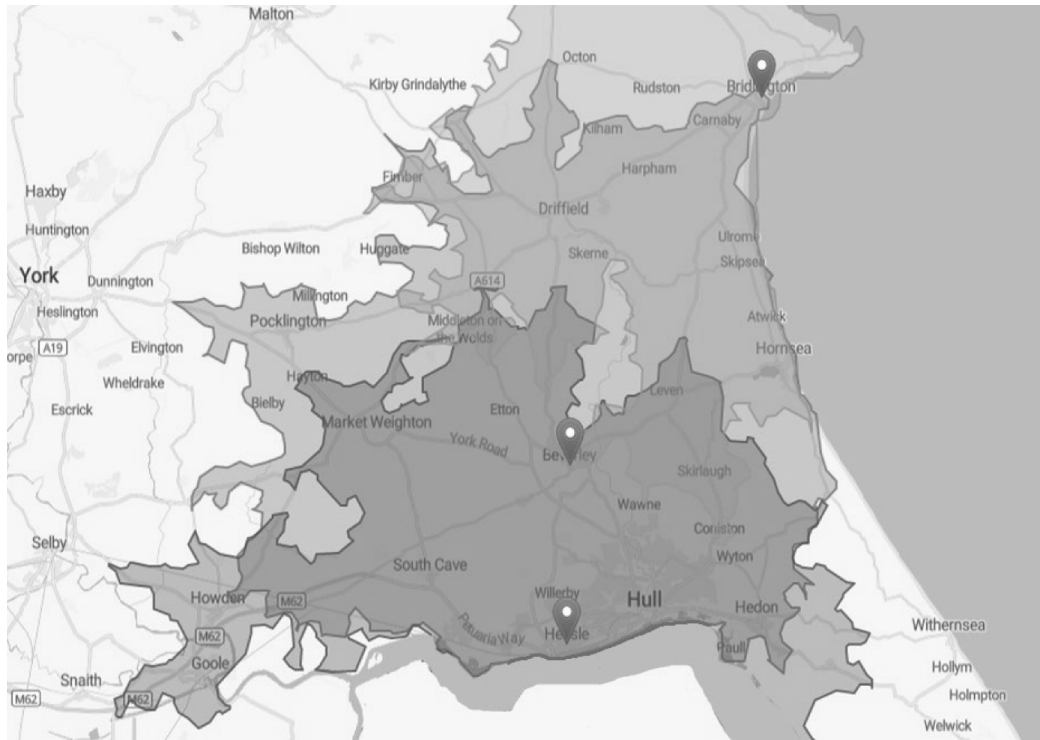 Malton
Octon
Kirby Grindalythe
Rudston
Bridlington
Carnaby
Kilham
Harpham
Fimber
Haxby
Driffield
Huntington
Bishop Wilton
Huggate
Skerne
Ulrome
Skipsea
York
Dunnington
A614
Millington
Heslington
Pocklington
Middleton on
the Wolds
Atwick
A19
Elvington
Hornsea
orpe
Hayton
Wheldrake
Leven
Bielby
Escrick
Etton
Market Weighton
York Road
Beverley
Skirlaugh
Wawne
Coniston
Selby
Wyton
South Cave
Willerby
Howden
M62
Hull
Hedon
Hessle
Petuaria Way
Withernsea
M62
Paull
Goole
Hollym
Snaith
Holmpton
M62
M62
Welwick